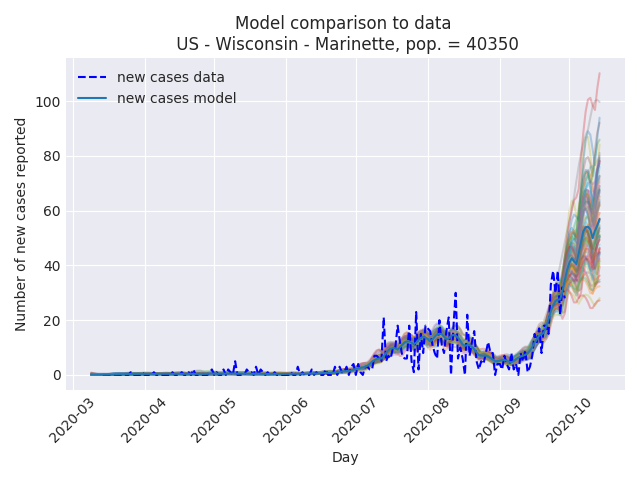 Model comparison to data
US - Wisconsin - Marinette, pop. = 40350
new cases data
new cases model
Number of new cases reported
100
80
60
40
20
0
2020-03
2020-04
2020-05
2020-06
2020-07
2020-08
2020-09
2020-10
Day